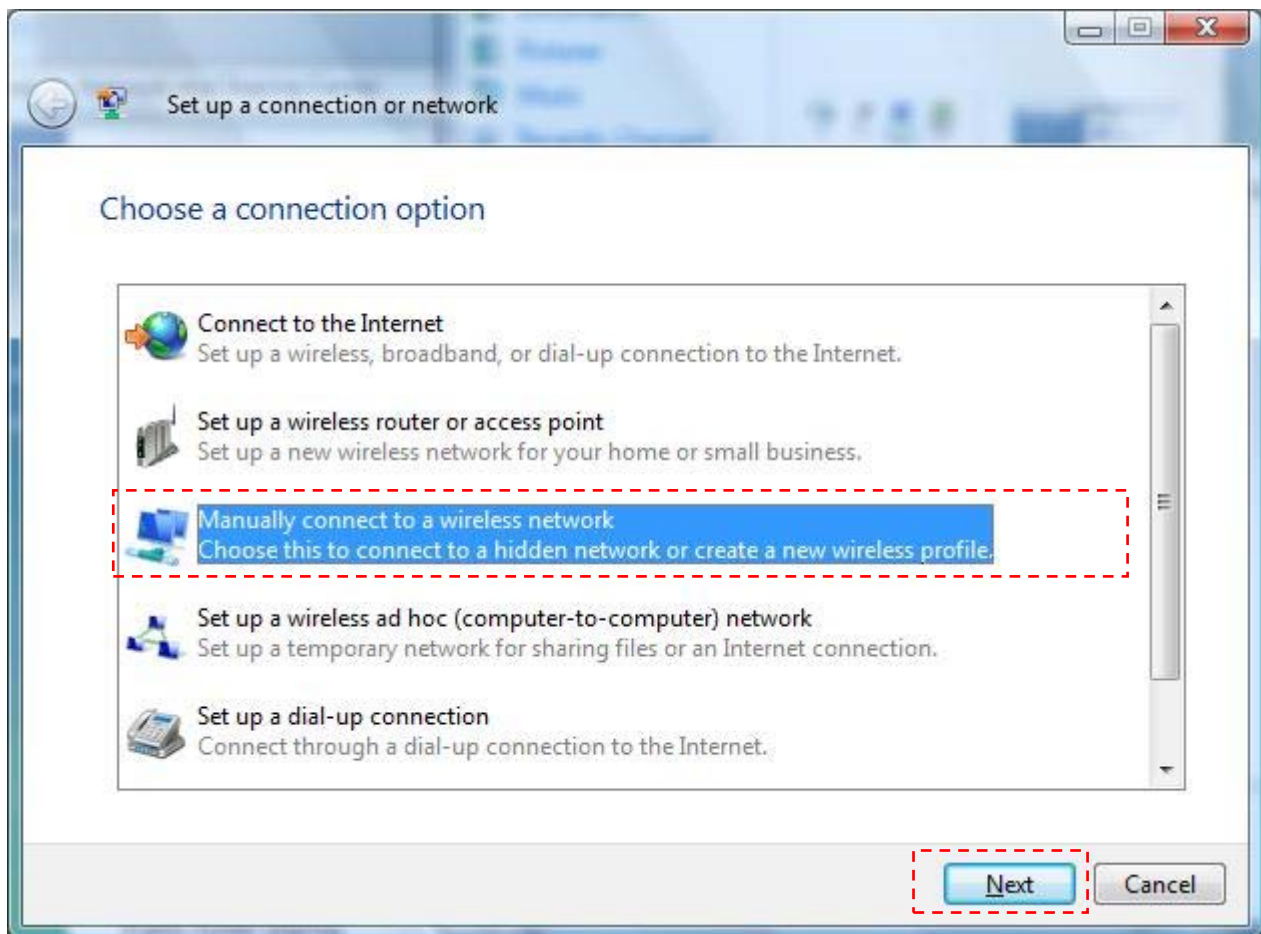 Set up a connection or network
Choose a connection option
Connect to the Internet
Set up a wireless, broadband, or dial-up connection to the Internet.
Set up a wireless router or access point
Set up a new wireless network for your home or small business.
Manually connect to a wireless network
Choose this to connect to a hidden network or create a new wireless profile.
Set up a wireless ad hoc (computer-to-computer) network
Set up a temporary network for sharing files or an Internet connection.
Set up a dial-up connection
Connect through a dial-up connection to the Internet.
Next Cancel